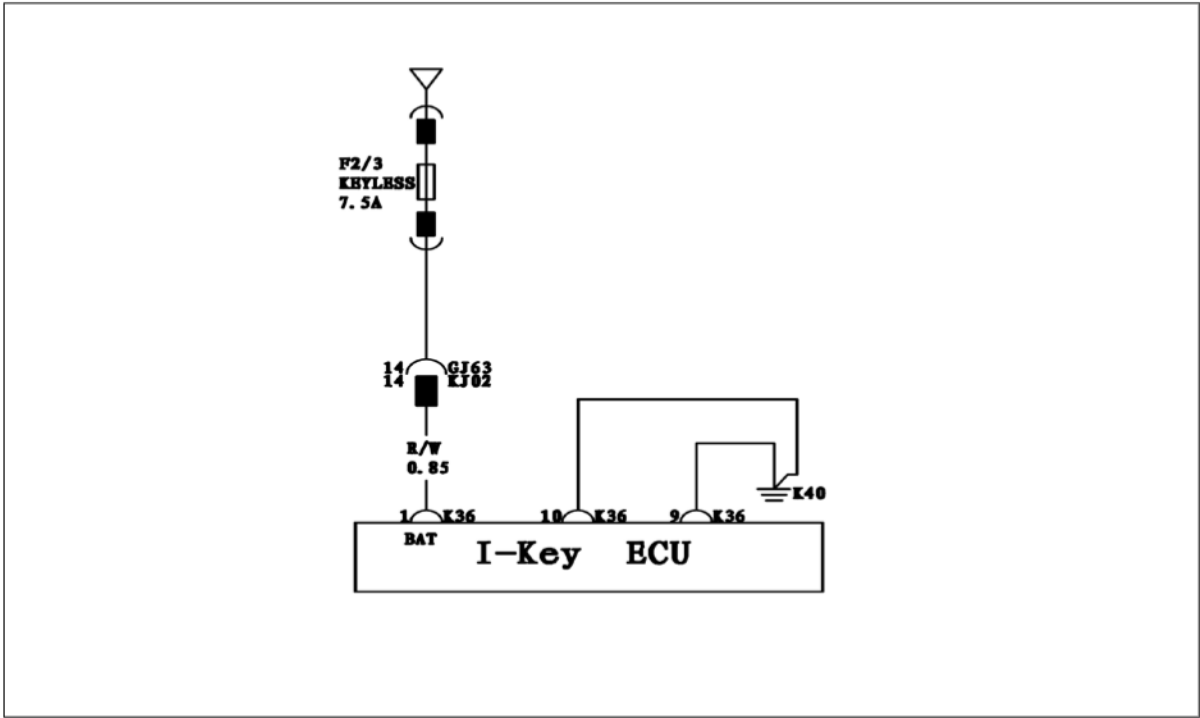 F2/3
KEYLESS
7.5A
14 GJ63
14 KJ02
R/W
0.85
K40
1 K36 10 K36 9 K36
BAT
I-Key ECU